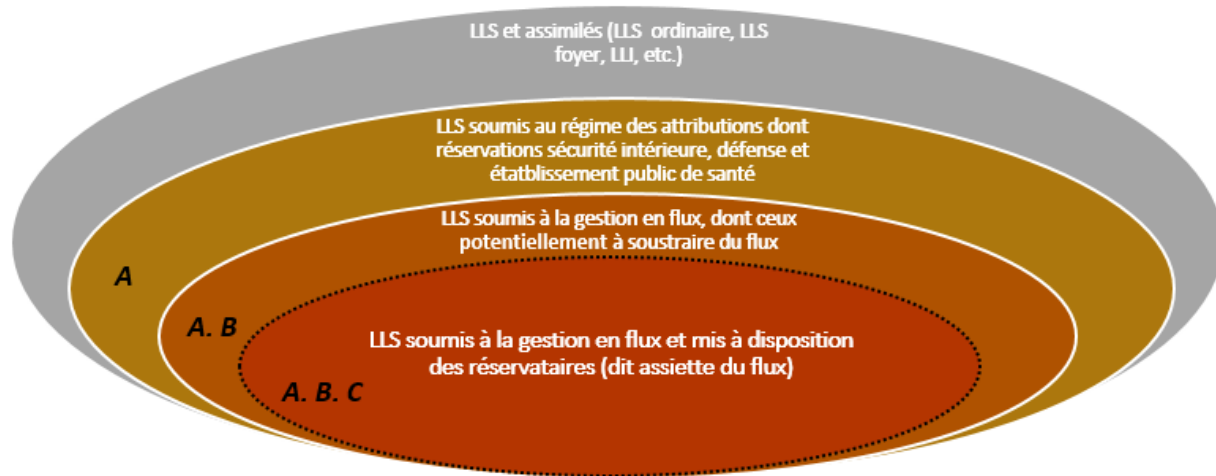 LLS et assimilés (LLS ordinaire, LLS
foyer, LLI, etc.)
LLS soumis au régime des attributions dont
réservations sécurité intérieure, défense et
étatblissement public de santé
LLS soumis à la gestion en flux, dont ceux
potentiellement à soustraire du flux
A
A. B
LLS soumis à la gestion en flux et mis à disposition
des réservataires (dit assiette du flux)
A. B. C